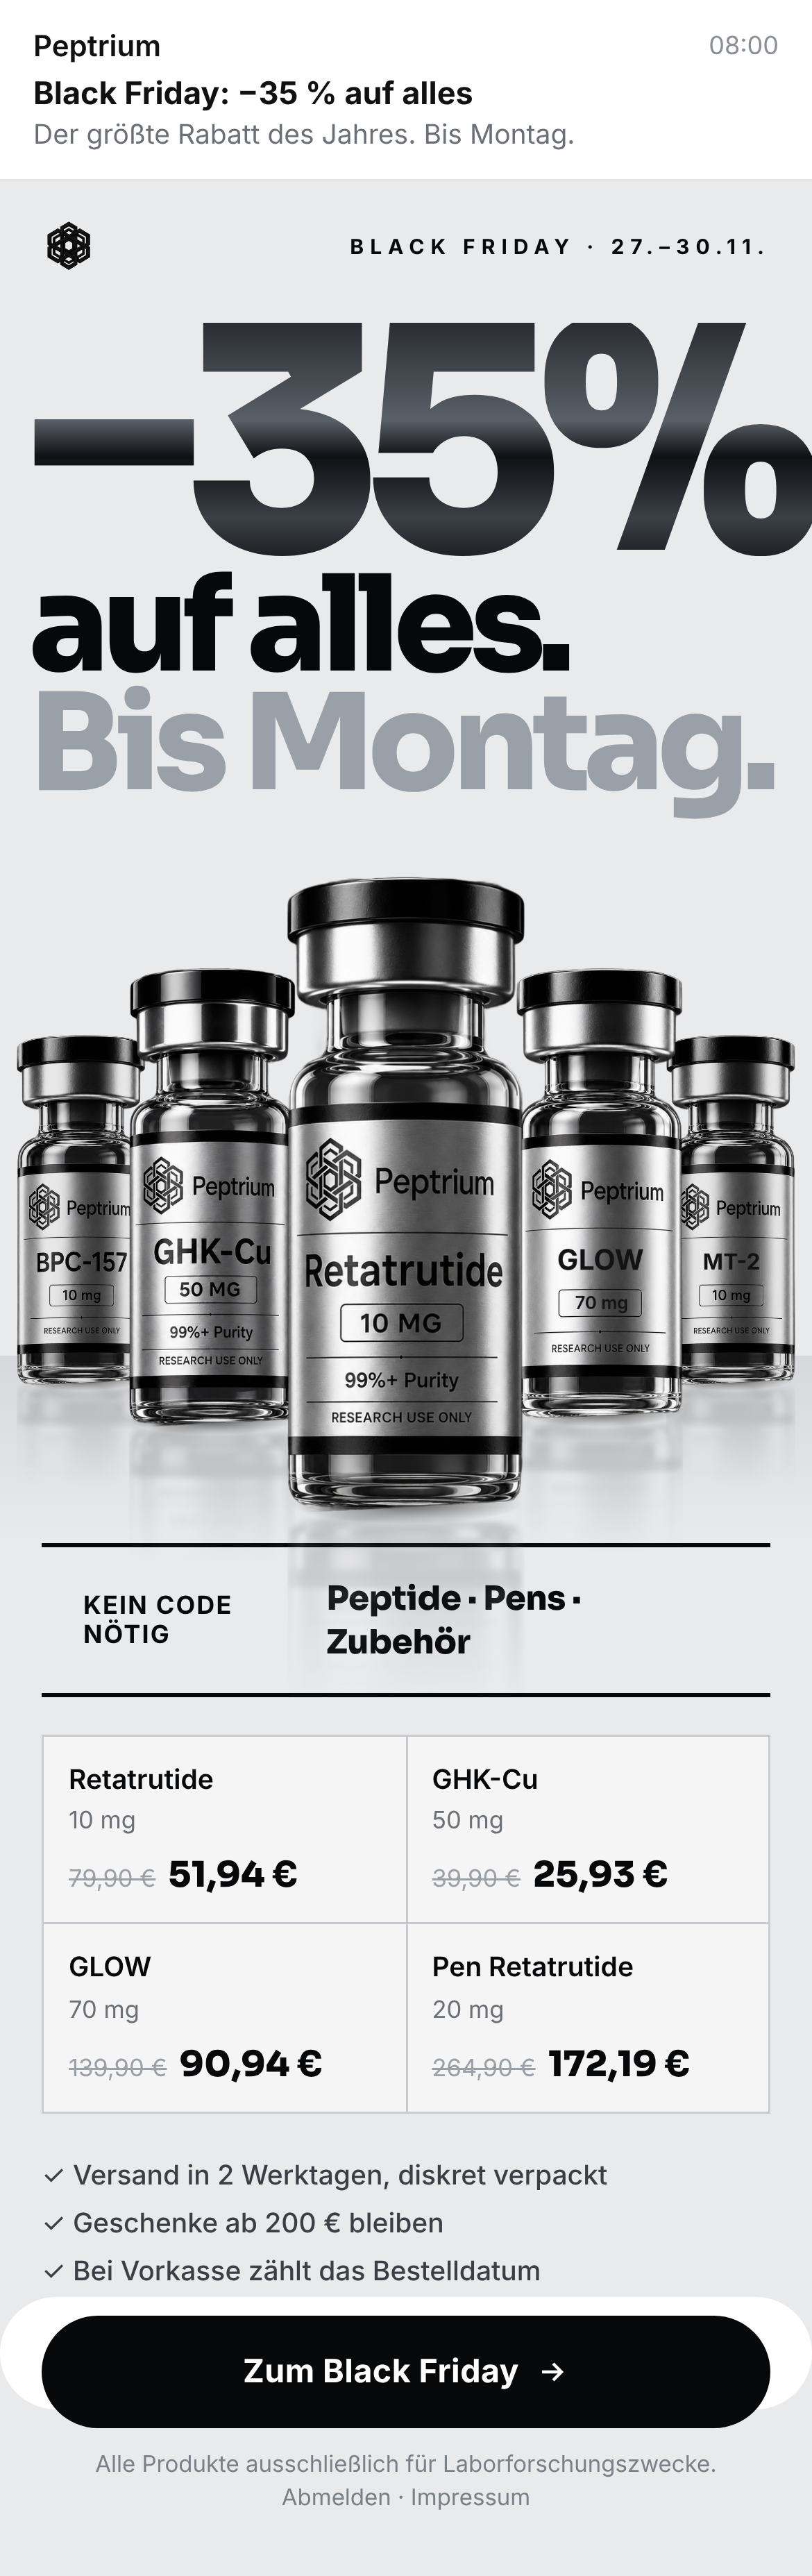 Peptrium 08:00
Black Friday: −35 % auf alles
Der größte Rabatt des Jahres. Bis Montag.
BLACK FRIDAY · 27.–30.11.
−35%
auf alles.
Bis Montag.
Peptrium
BPC-157
10 mg
RESEARCH USE ONLY
Peptrium
GHK-Cu
50 MG
99%+ Purity
RESEARCH USE ONLY
Peptrium
Retatrutide
10 MG
99%+ Purity
RESEARCH USE ONLY
Peptrium
GLOW
70 mg
RESEARCH USE ONLY
Peptrium
MT-2
10 mg
RESEARCH USE ONLY
KEIN CODE
NÖTIG
Peptide · Pens ·
Zubehör
Retatrutide
10 mg
79,90 € 51,94 €
GHK-Cu
50 mg
39,90 € 25,93 €
GLOW
70 mg
139,90 € 90,94 €
Pen Retatrutide
20 mg
264,90 € 172,19 €
✓ Versand in 2 Werktagen, diskret verpackt
✓ Geschenke ab 200 € bleiben
✓ Bei Vorkasse zählt das Bestelldatum
Zum Black Friday →
Alle Produkte ausschließlich für Laborforschungszwecke.
Abmelden · Impressum